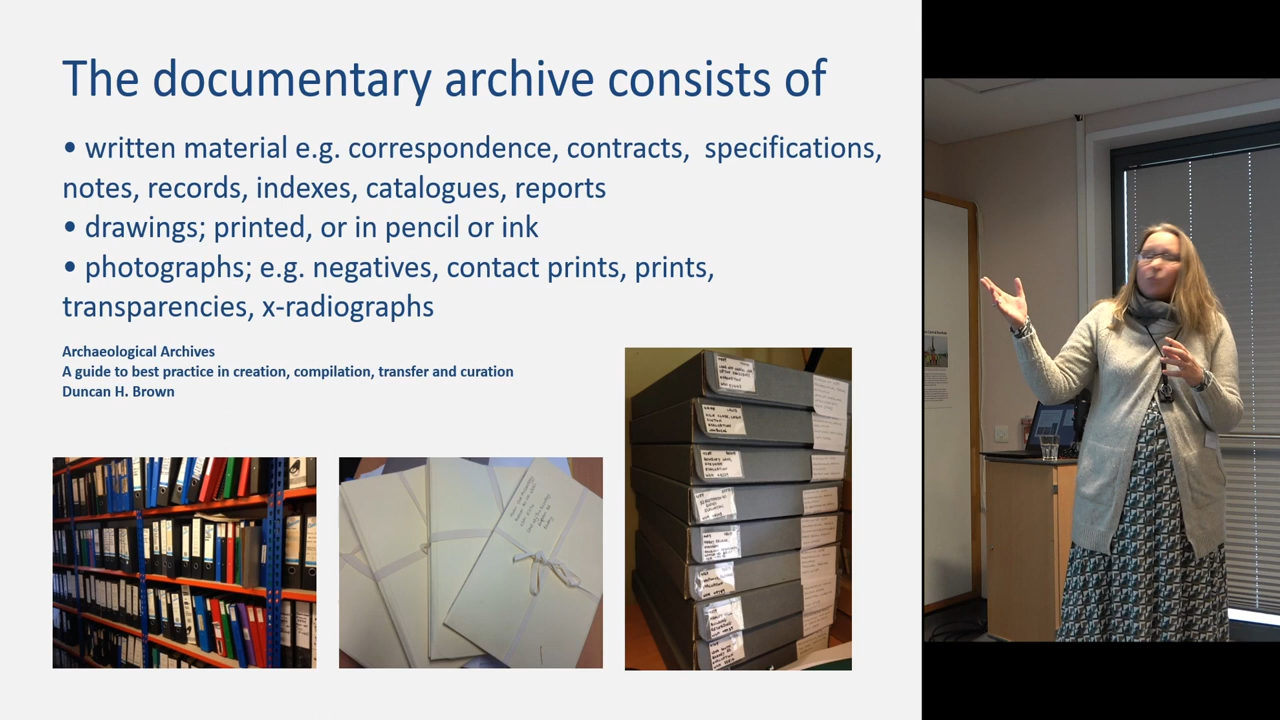 The documentary archive consists of
• written material e.g. correspondence, contracts,  specifications,
notes, records, indexes, catalogues, reports
• drawings; printed, or in pencil or ink
• photographs; e.g. negatives, contact prints, prints,
transparencies, x-radiographs
Archaeological Archives
A guide to best practice in creation, compilation, transfer and curation
Duncan H. Brown